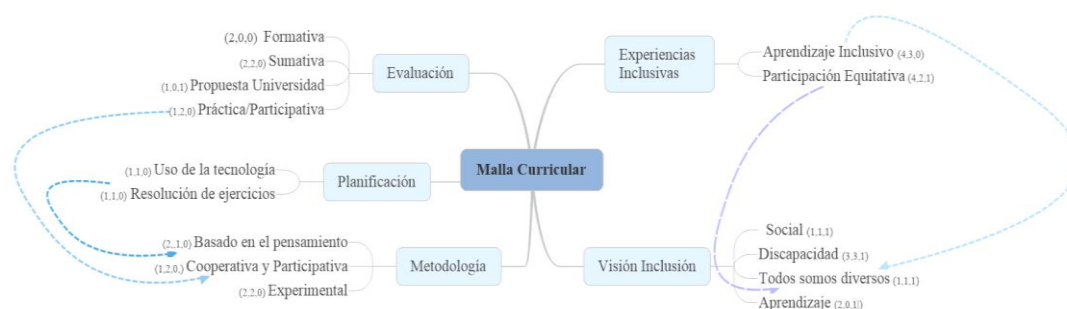 (2,0,0) Formativa
(2,2,0) Sumativa
(1,0,1) Propuesta Universidad
(1,2,0) Práctica/Participativa
Evaluación
(1,1,0) Uso de la tecnología
(1,1,0) Resolución de ejercicios
Planificación
(2,,1,0) Basado en el pensamiento
(1,2,0,) Cooperativa y Participativa
(2,2,0) Experimental
Metodología
Malla Curricular
Experiencias
Inclusivas
Aprendizaje Inclusivo (4,3,0)
Participación Equitativa (4,2,1)
Visión Inclusión
Social (1,1,1)
Discapacidad (3,3,1)
Todos somos diversos (1,1,1)
Aprendizaje (2,0,1)